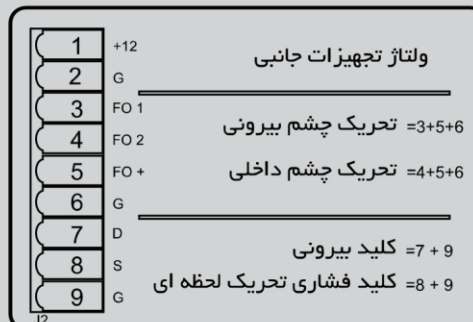 1 +12
2 G
3 FO 1
4 FO 2
5 FO +
6 G
7 D
8 S
9 G
J2
ولتاژ تجهیزات جانبی
3+5+6= تحریک چشم بیرونی
4+5+6= تحریک چشم داخلی
7 + 9= کلید بیرونی
8 + 9= کلید فشاری تحریک لحظه ای